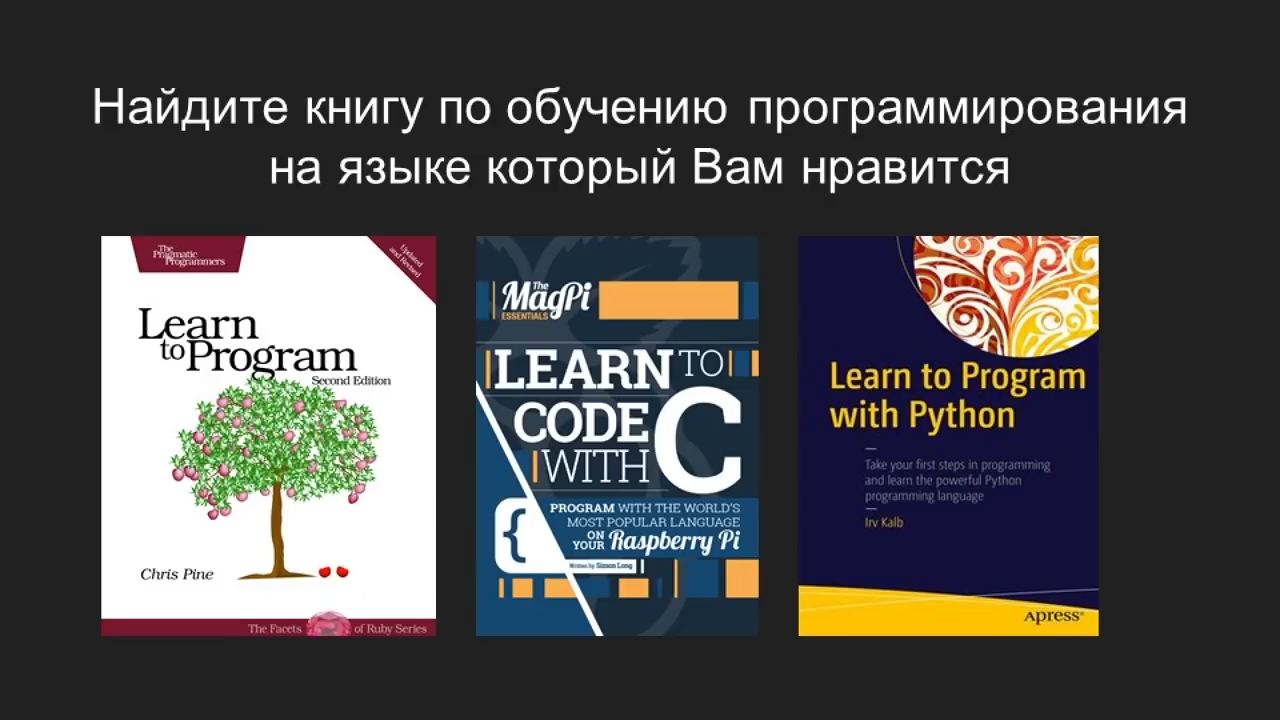 Найдите книгу по обучению программирования
на языке который Вам нравится
The
Pragmatic
Programmers
Updated
and Revised
Learn
to Program
Second Edition
Chris Pine
The Facets of Ruby Series
The
MagPi
ESSENTIALS
LEARN TO
CODE
WITH C
{
PROGRAM WITH THE WORLD'S
MOST POPULAR LANGUAGE
ON
YOUR Raspberry Pi
Written by Simon Long
Learn to Program
with Python
Take your first steps in programming
and learn the powerful Python
programming language
Irv Kalb
Apress®